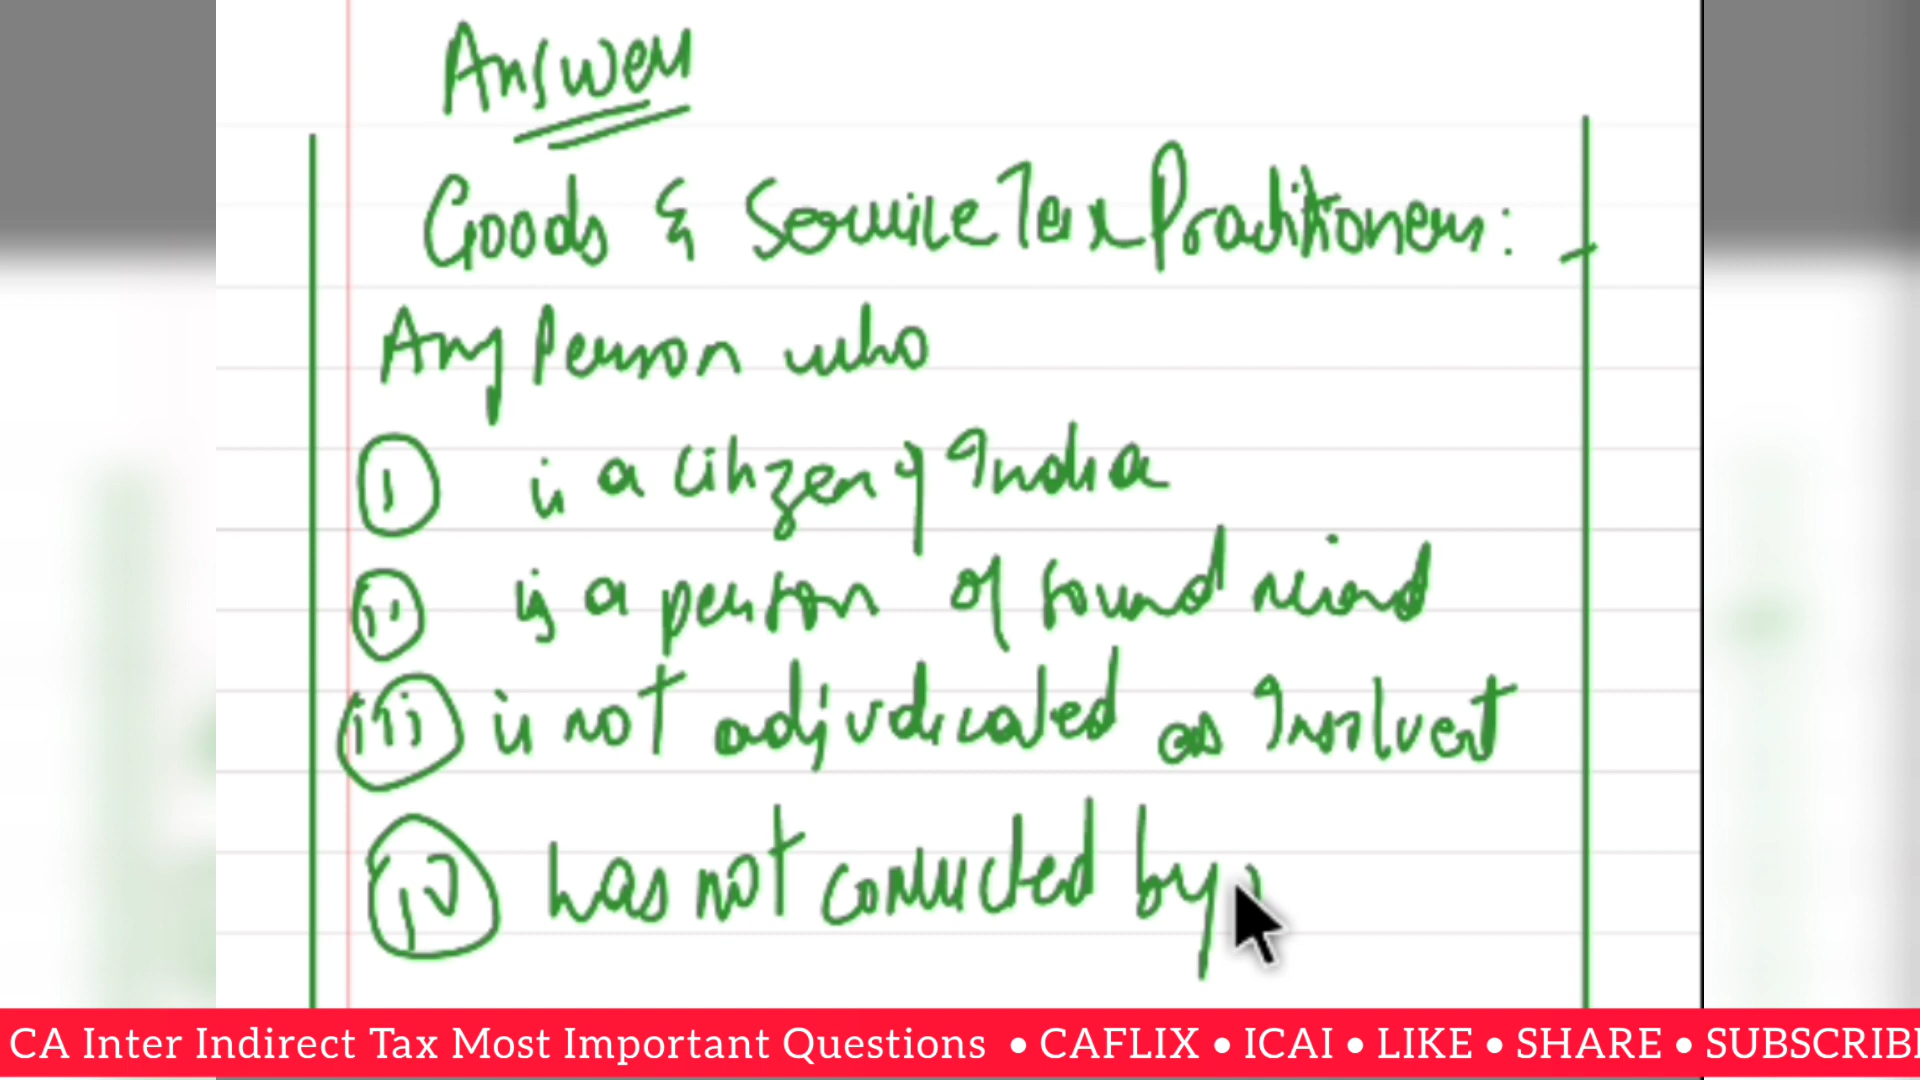 Answer
Goods & Service Tax Practitioners:
Any Person who
(i) is a citizen of India
(ii) is a person of sound mind
(iii) is not adjudicated as Insolvent
(iv) has not convicted by
CA Inter Indirect Tax Most Important Questions • CAFLIX • ICAI • LIKE • SHARE • SUBSCRIB